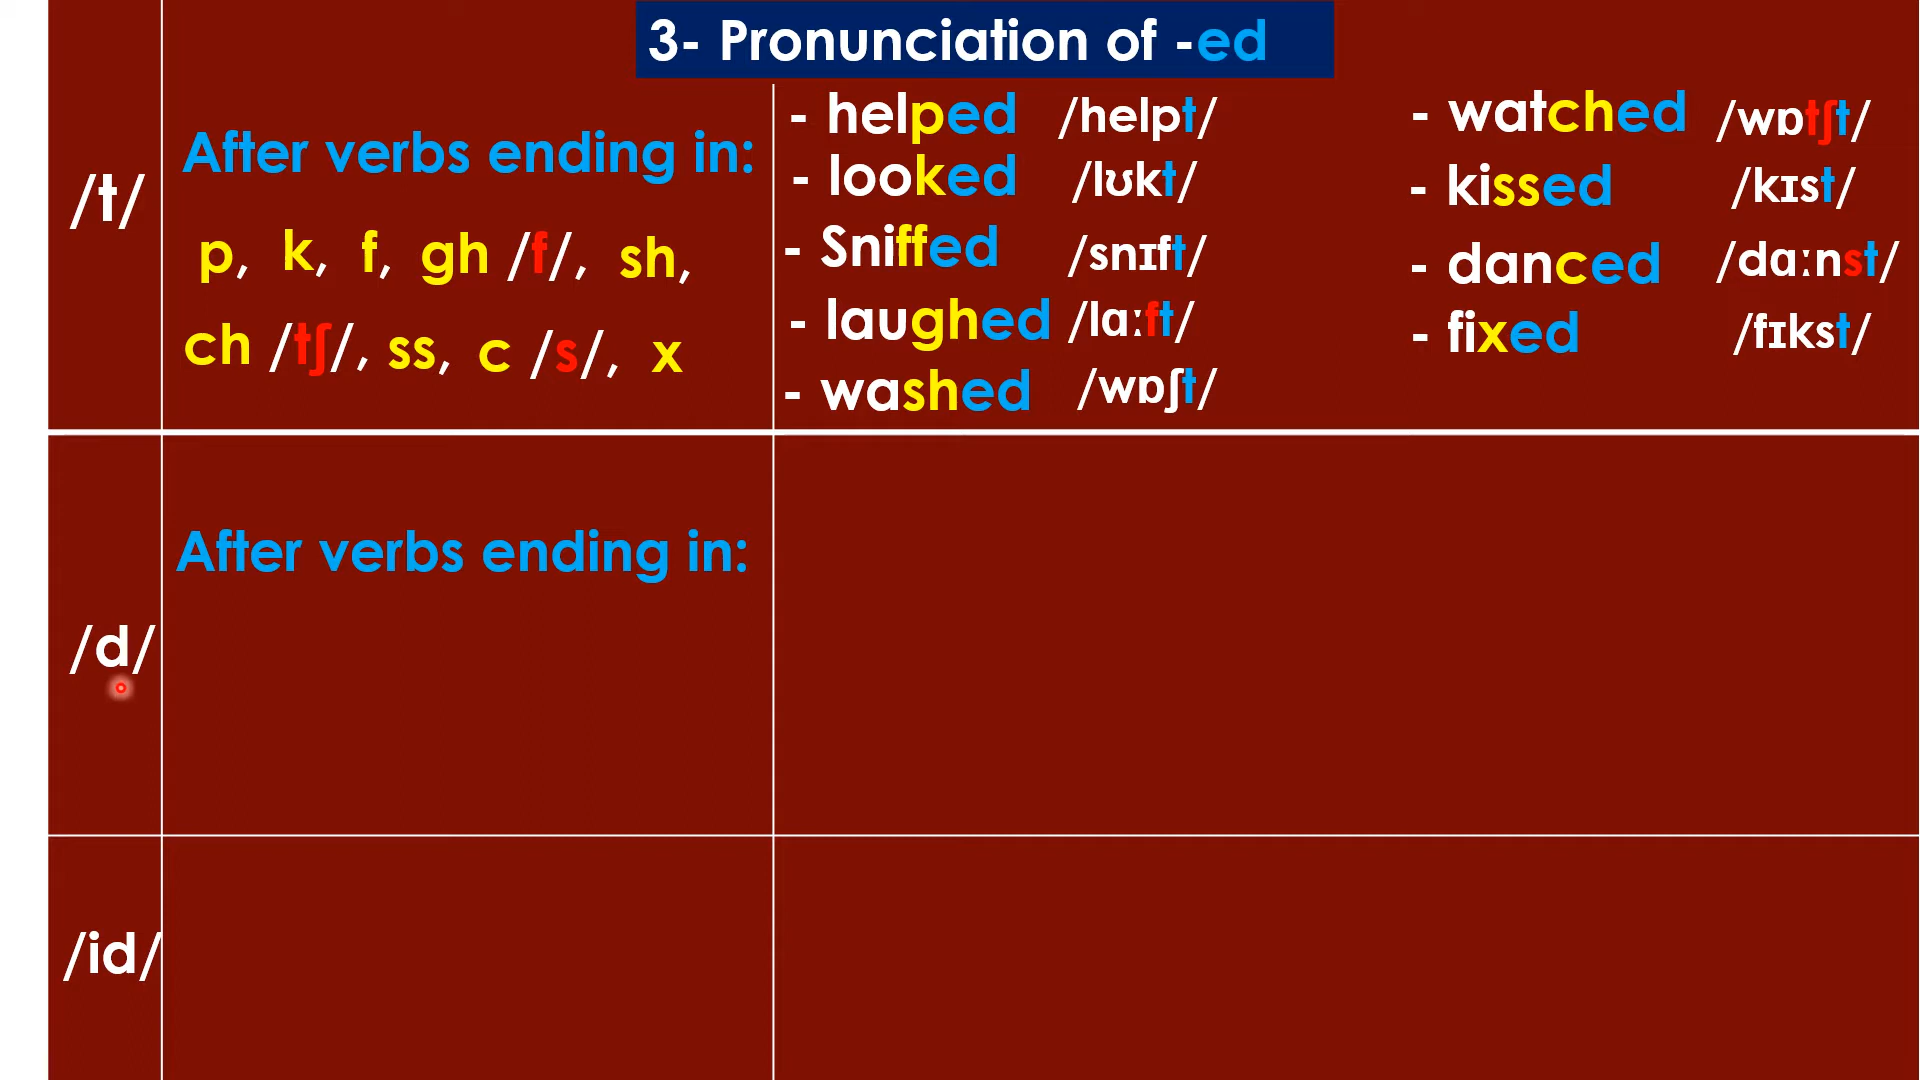 3- Pronunciation of -ed
/t/
After verbs ending in:
p, k, f, gh /f/, sh,
ch /tʃ/, ss, c /s/, x
- helped /helpt/
- looked /lʊkt/
- Sniffed /snɪft/
- laughed /lɑːft/
- washed /wɒʃt/
- watched /wɒtʃt/
- kissed /kɪst/
- danced /dɑːnst/
- fixed /fɪkst/
/d/
After verbs ending in:
/id/